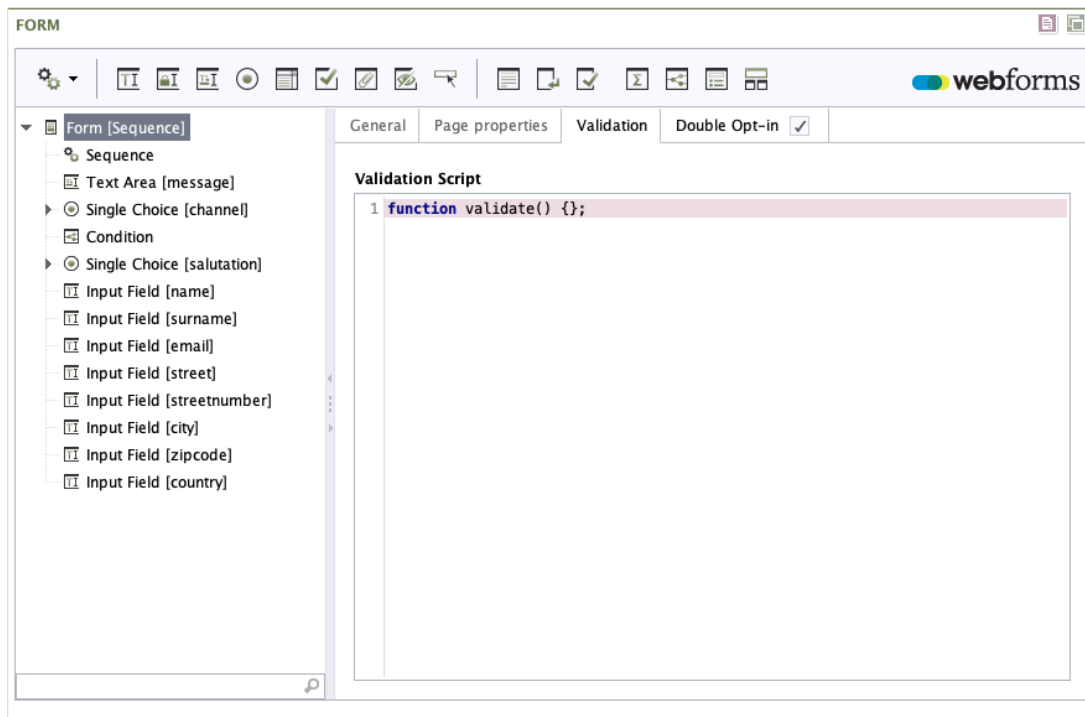 FORM
webforms
Form [Sequence]
Sequence
Text Area [message]
Single Choice [channel]
Condition
Single Choice [salutation]
Input Field [name]
Input Field [surname]
Input Field [email]
Input Field [street]
Input Field [streetnumber]
Input Field [city]
Input Field [zipcode]
Input Field [country]
General Page properties Validation Double Opt-in
Validation Script
1 function validate() {};